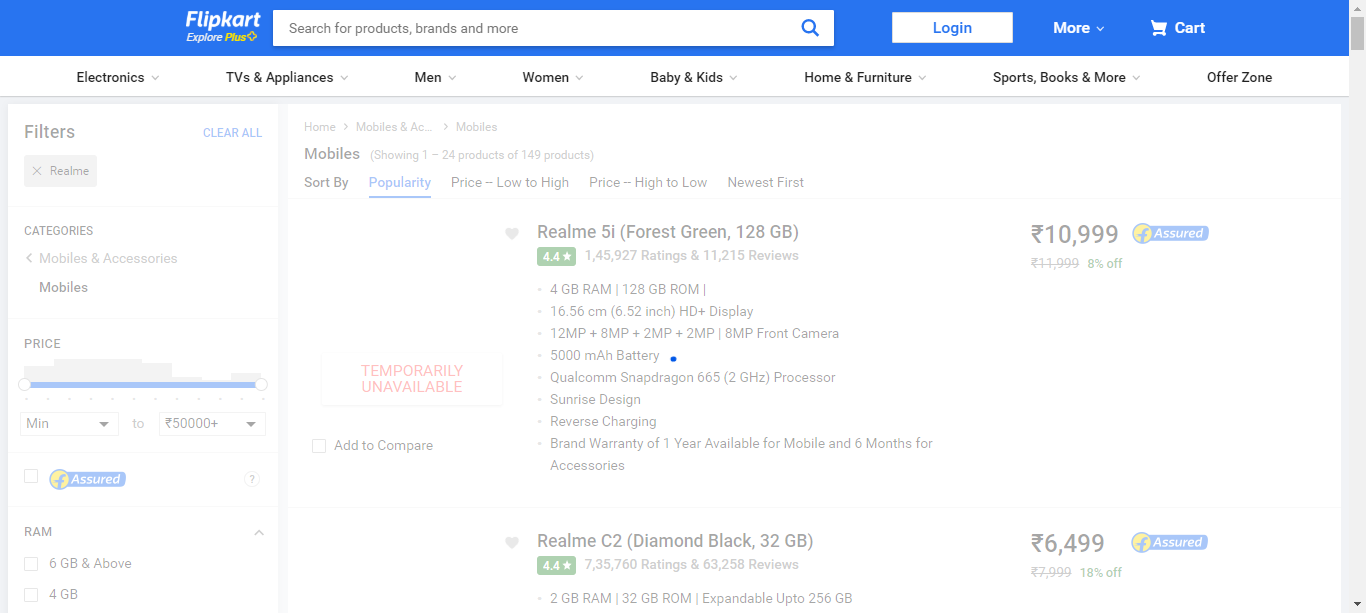 Flipkart
Explore Plus
Search for products, brands and more
Login
More
Cart
Electronics
TVs & Appliances
Men
Women
Baby & Kids
Home & Furniture
Sports, Books & More
Offer Zone
Filters
CLEAR ALL
Realme
CATEGORIES
Mobiles & Accessories
Mobiles
PRICE
Min
to
₹50000+
Assured
?
RAM
6 GB & Above
4 GB
Home
Mobiles & Ac...
Mobiles
Mobiles (Showing 1 – 24 products of 149 products)
Sort By
Popularity
Price -- Low to High
Price -- High to Low
Newest First
TEMPORARILY
UNAVAILABLE
Add to Compare
Realme 5i (Forest Green, 128 GB)
4.4 ★ 1,45,927 Ratings & 11,215 Reviews
4 GB RAM | 128 GB ROM |
16.56 cm (6.52 inch) HD+ Display
12MP + 8MP + 2MP + 2MP | 8MP Front Camera
5000 mAh Battery
Qualcomm Snapdragon 665 (2 GHz) Processor
Sunrise Design
Reverse Charging
Brand Warranty of 1 Year Available for Mobile and 6 Months for
Accessories
₹10,999
Assured
₹11,999 8% off
Realme C2 (Diamond Black, 32 GB)
4.4 ★ 7,35,760 Ratings & 63,258 Reviews
2 GB RAM | 32 GB ROM | Expandable Upto 256 GB
₹6,499
Assured
₹7,999 18% off